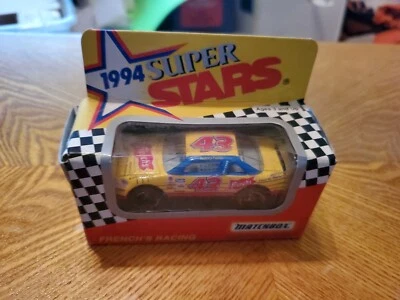 1994 SUPER
STARS
43
43
FRENCH'S RACING
MATCHBOX